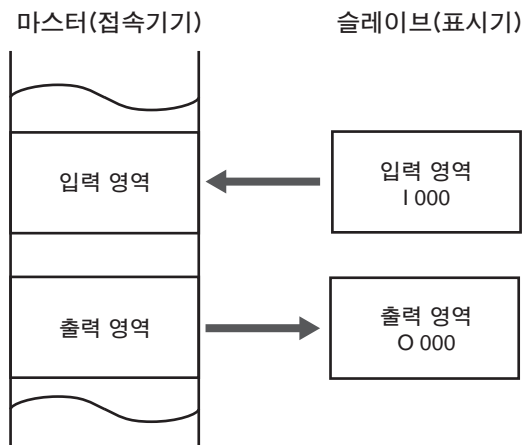 마스터(접속기기)
슬레이브(표시기)
입력 영역
입력 영역
I 000
출력 영역
출력 영역
O 000